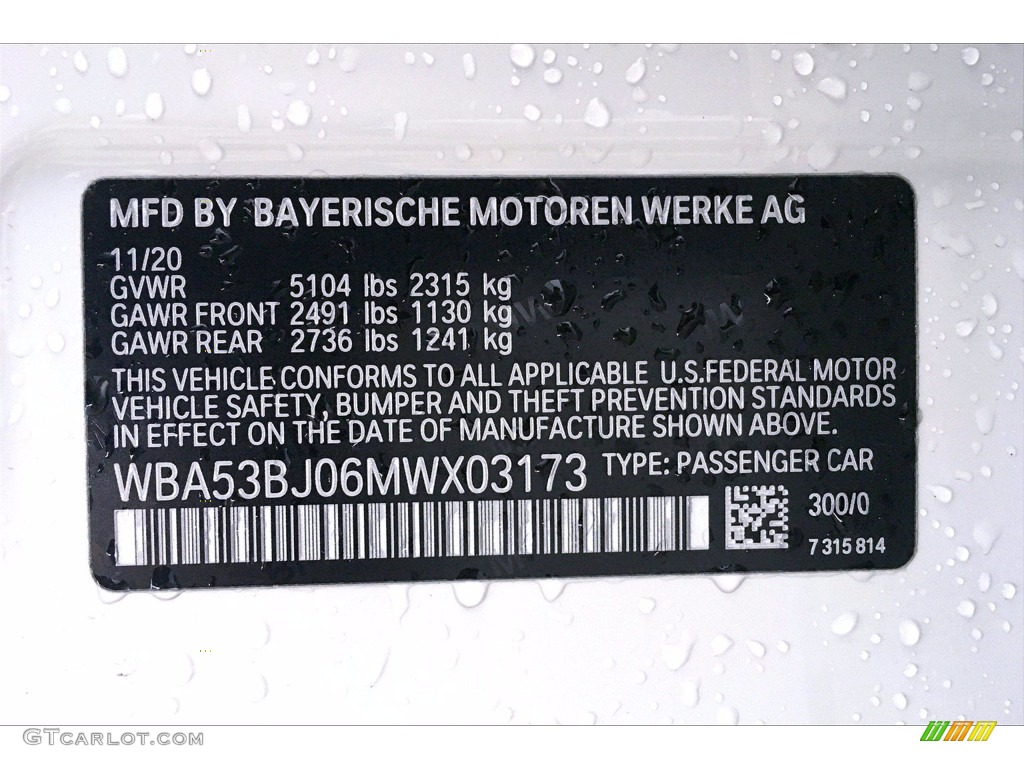 MFD BY BAYERISCHE MOTOREN WERKE AG
11/20
GVWR 5104 lbs 2315 kg
GAWR FRONT 2491 lbs 1130 kg
GAWR REAR 2736 lbs 1241 kg
THIS VEHICLE CONFORMS TO ALL APPLICABLE U.S.FEDERAL MOTOR
VEHICLE SAFETY, BUMPER AND THEFT PREVENTION STANDARDS
IN EFFECT ON THE DATE OF MANUFACTURE SHOWN ABOVE.
WBA53BJ06MWX03173 TYPE: PASSENGER CAR
300/0
7 315 814
GTCARLOT.COM